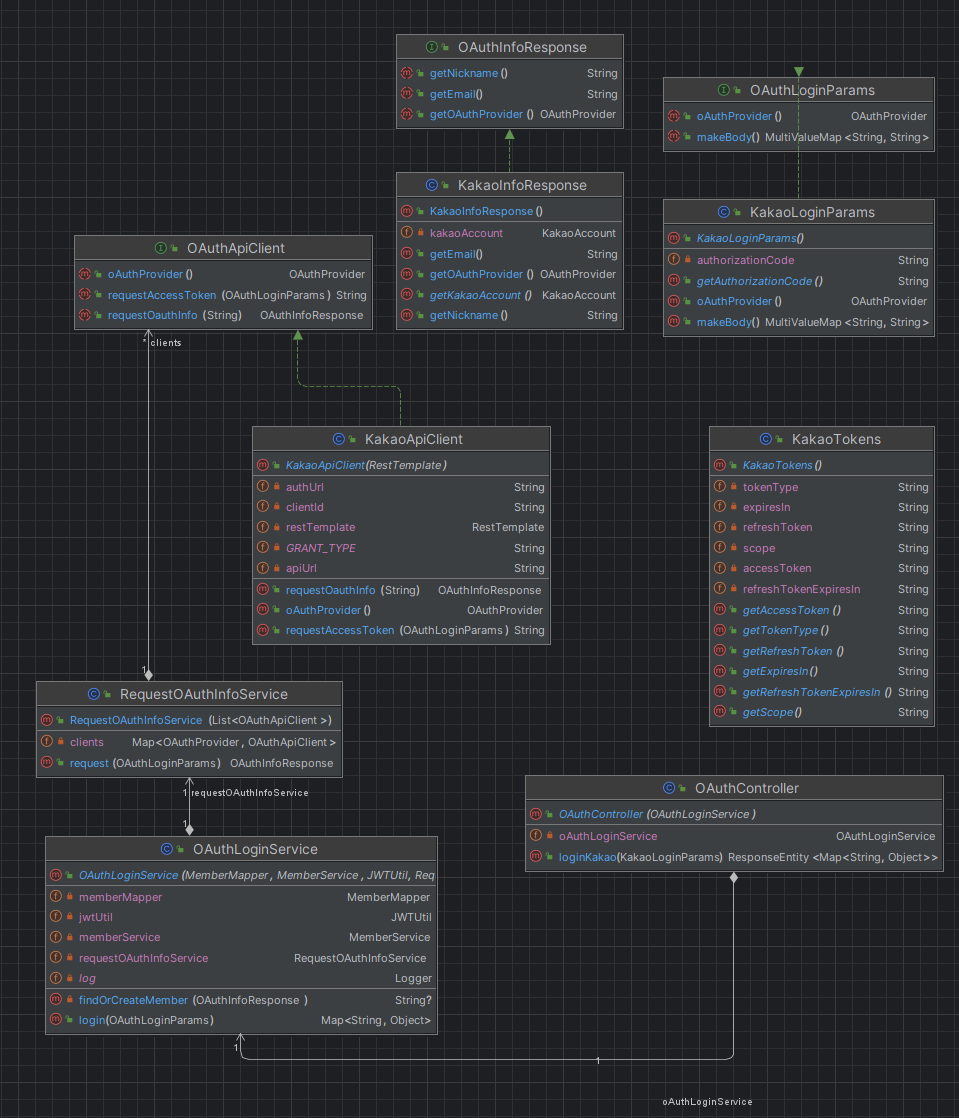 OAuthInfoResponse
getNickname() String
getEmail() String
getOAuthProvider() OAuthProvider
OAuthLoginParams
oAuthProvider() OAuthProvider
makeBody() MultiValueMap<String, String>
KakaoInfoResponse
KakaoInfoResponse()
kakaoAccount KakaoAccount
getEmail() String
getOAuthProvider() OAuthProvider
getKakaoAccount() KakaoAccount
getNickname() String
KakaoLoginParams
KakaoLoginParams()
authorizationCode String
getAuthorizationCode() String
oAuthProvider() OAuthProvider
makeBody() MultiValueMap<String, String>
OAuthApiClient
oAuthProvider() OAuthProvider
requestAccessToken(OAuthLoginParams) String
requestOauthInfo(String) OAuthInfoResponse
* clients
KakaoApiClient
KakaoApiClient(RestTemplate)
authUrl String
clientId String
restTemplate RestTemplate
GRANT_TYPE String
apiUrl String
requestOauthInfo(String) OAuthInfoResponse
oAuthProvider() OAuthProvider
requestAccessToken(OAuthLoginParams) String
KakaoTokens
KakaoTokens()
tokenType String
expiresIn String
refreshToken String
scope String
accessToken String
refreshTokenExpiresIn String
getAccessToken() String
getTokenType() String
getRefreshToken() String
getExpiresIn() String
getRefreshTokenExpiresIn() String
getScope() String
1
RequestOAuthInfoService
RequestOAuthInfoService(List<OAuthApiClient>)
clients Map<OAuthProvider, OAuthApiClient>
request(OAuthLoginParams) OAuthInfoResponse
1 requestOAuthInfoService
1
OAuthController
OAuthController(OAuthLoginService)
oAuthLoginService OAuthLoginService
loginKakao(KakaoLoginParams) ResponseEntity<Map<String, Object>>
OAuthLoginService
OAuthLoginService(MemberMapper, MemberService, JWTUtil, Req
memberMapper MemberMapper
jwtUtil JWTUtil
memberService MemberService
requestOAuthInfoService RequestOAuthInfoService
log Logger
findOrCreateMember(OAuthInfoResponse) String?
login(OAuthLoginParams) Map<String, Object>
1
1
oAuthLoginService